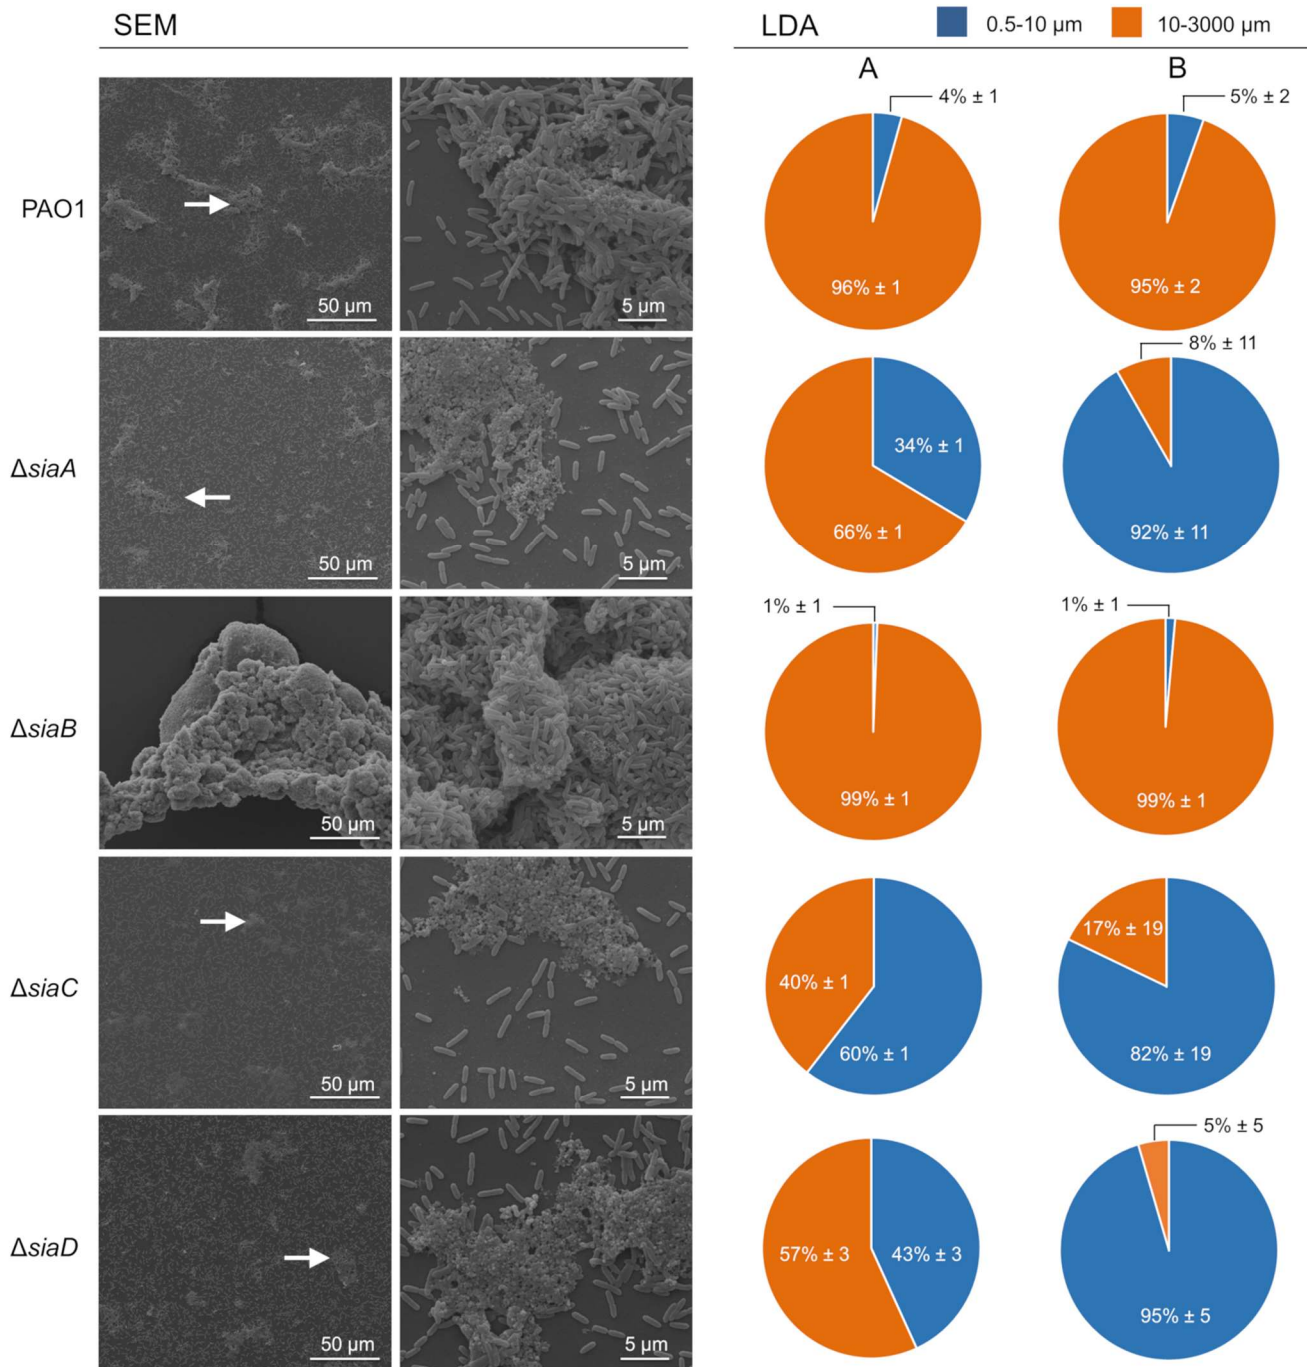 SEM
LDA
0.5-10 µm
10-3000 µm
A
B
PAO1
50 µm
5 µm
4% ± 1
96% ± 1
5% ± 2
95% ± 2
ΔsiaA
50 µm
5 µm
34% ± 1
66% ± 1
8% ± 11
92% ± 11
ΔsiaB
50 µm
5 µm
1% ± 1
99% ± 1
1% ± 1
99% ± 1
ΔsiaC
50 µm
5 µm
40% ± 1
60% ± 1
17% ± 19
82% ± 19
ΔsiaD
50 µm
5 µm
57% ± 3
43% ± 3
5% ± 5
95% ± 5